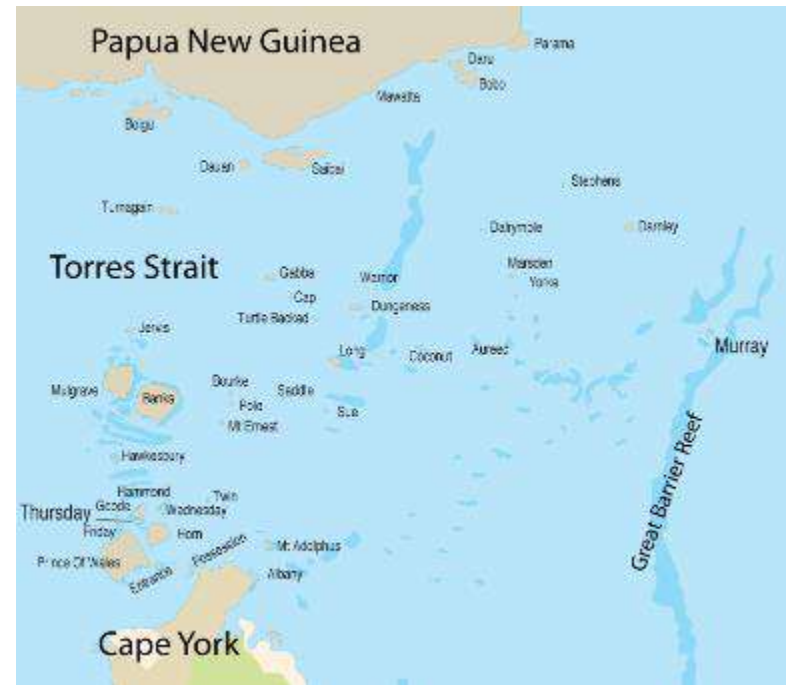 Papua New Guinea
Parama
Daru
Bobo
Mawatta
Boigu
Dauan
Saibai
Stephens
Turnagain
Dalrymple
Darnley
Torres Strait
Gabba
Warrior
Marsden
Yorke
Cap
Dungeness
Turtle Backed
Jervis
Long
Coconut
Aureed
Murray
Mulgrave
Banks
Bourke
Saddle
Polo
Sue
Mt Ernest
Great Barrier Reef
Hawkesbury
Hammond
Twin
Thursday
Goode
Wednesday
Friday
Horn
Possession
Mt Adolphus
Prince Of Wales
Entrance
Albany
Cape York